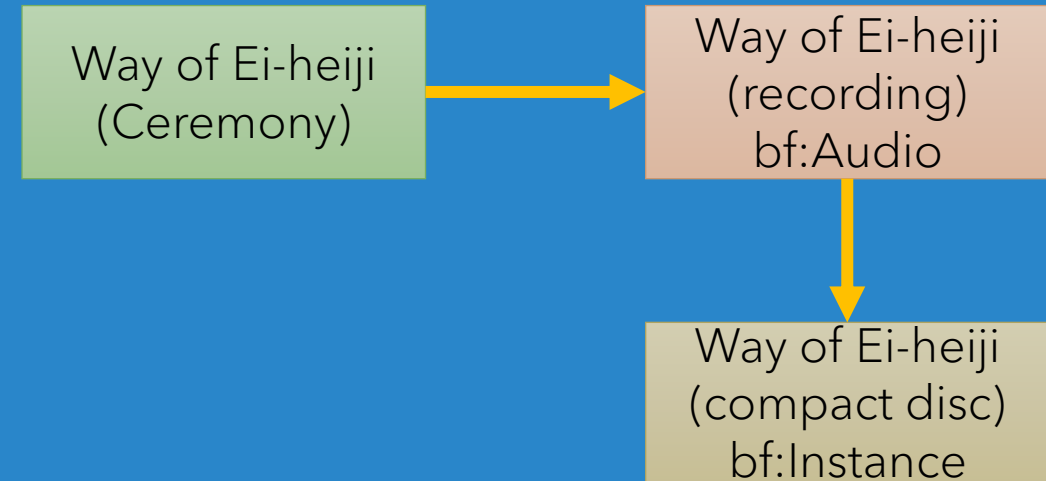 Way of Ei-heiji
(Ceremony)
Way of Ei-heiji
(recording)
bf:Audio
Way of Ei-heiji
(compact disc)
bf:Instance